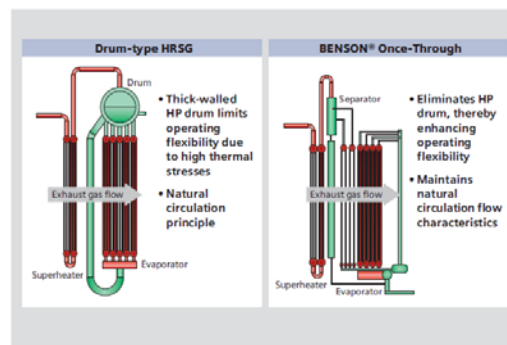 Drum-type HRSG
Drum
• Thick-walled
HP drum limits
operating
flexibility due
to high thermal
stresses
• Natural
circulation
principle
Exhaust gas flow
Superheater
Evaporator
BENSON® Once-Through
Separator
• Eliminates HP
drum, thereby
enhancing
operating
flexibility
• Maintains
natural
circulation flow
characteristics
Exhaust gas flow
Superheater
Evaporator